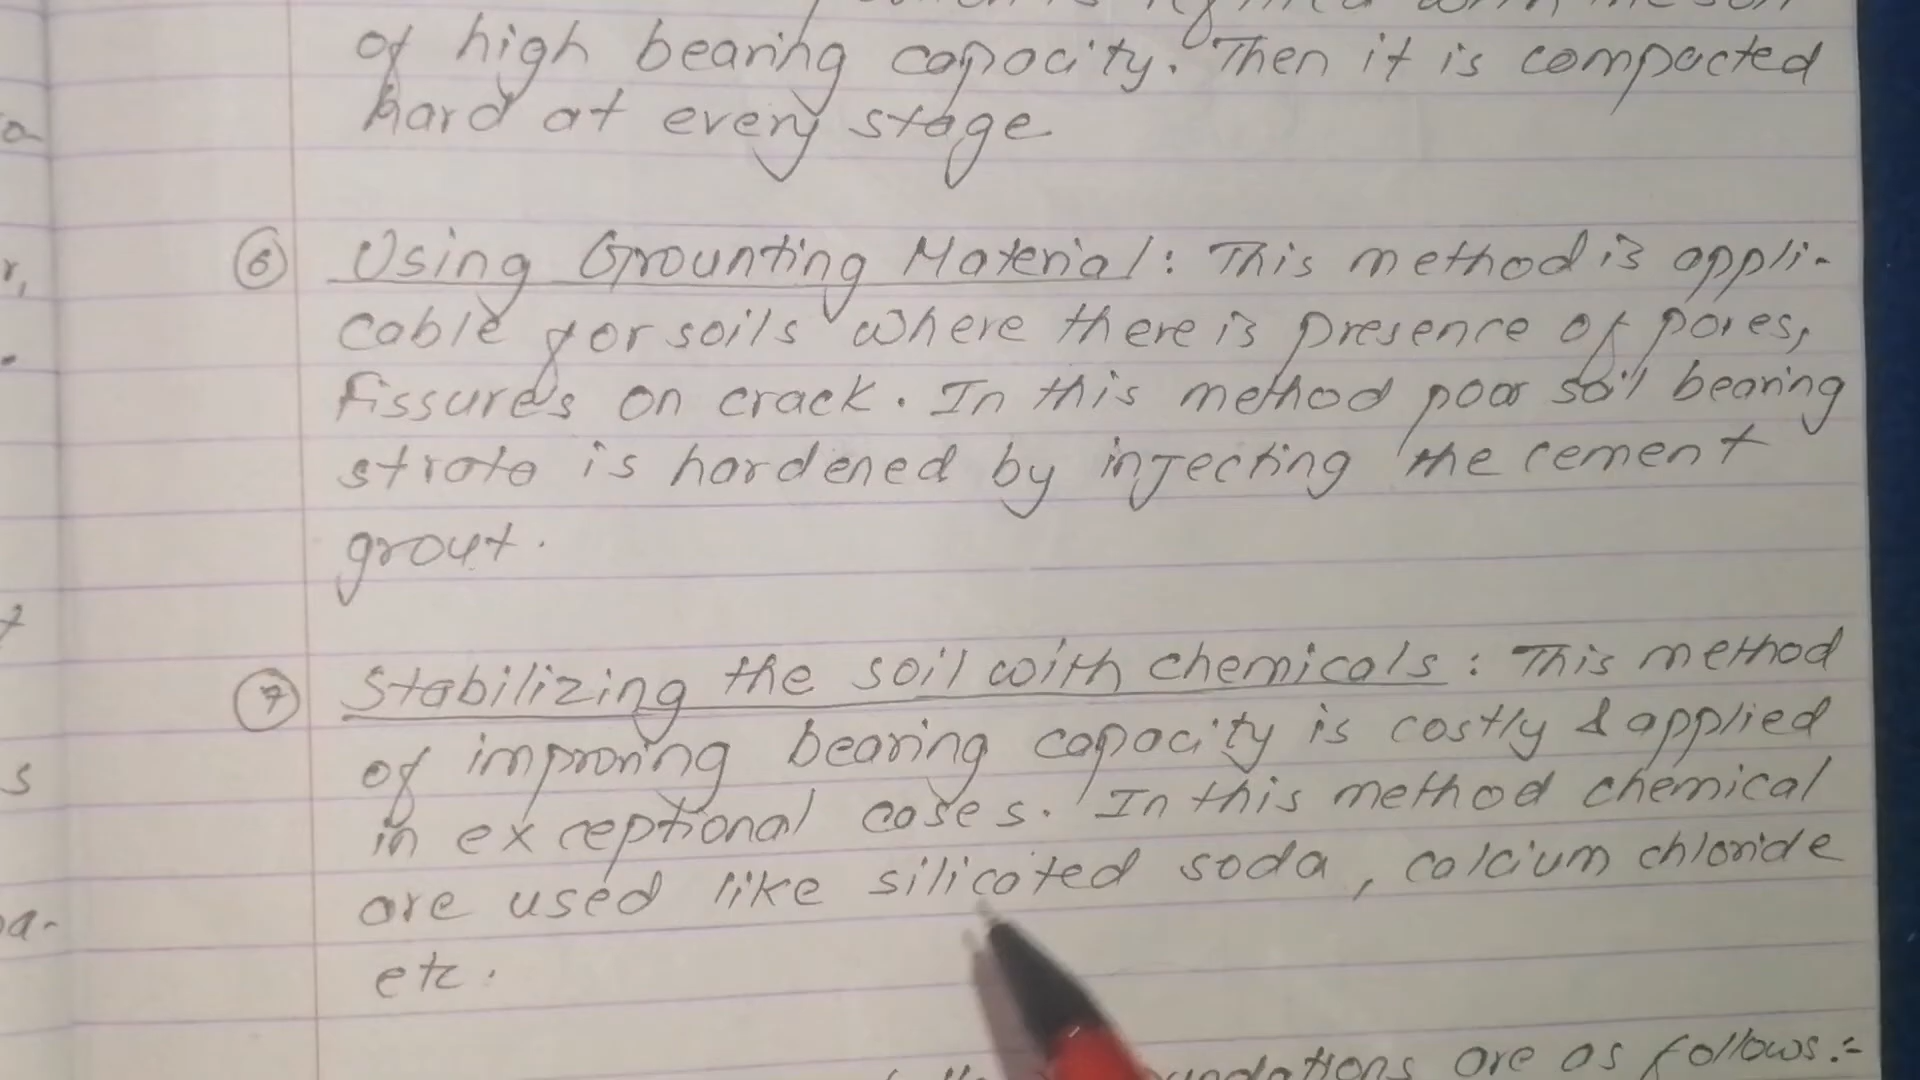 of high bearing capacity. Then it is compacted
hard at every stage
6 Using Grounting Material : This method is appli-
cable for soils where there is presence of pores,
fissures on crack. In this method poor soil bearing
strata is hardened by injecting the cement
grout.
7 Stabilizing the soil with chemicals : This method
of improving bearing capacity is costly & applied
in exceptional cases. In this method chemical
are used like silicated soda, calcium chloride
etc.
are as follows :-